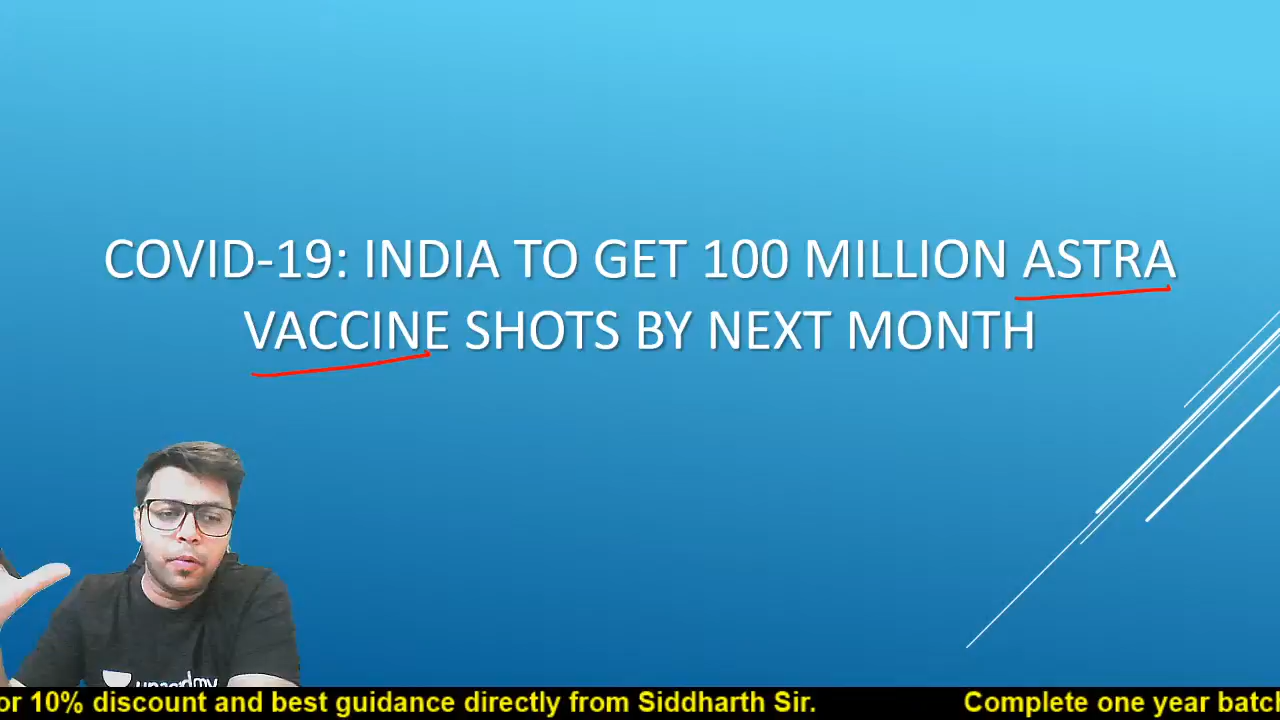 COVID-19: INDIA TO GET 100 MILLION ASTRA
VACCINE SHOTS BY NEXT MONTH
or 10% discount and best guidance directly from Siddharth Sir. Complete one year batch